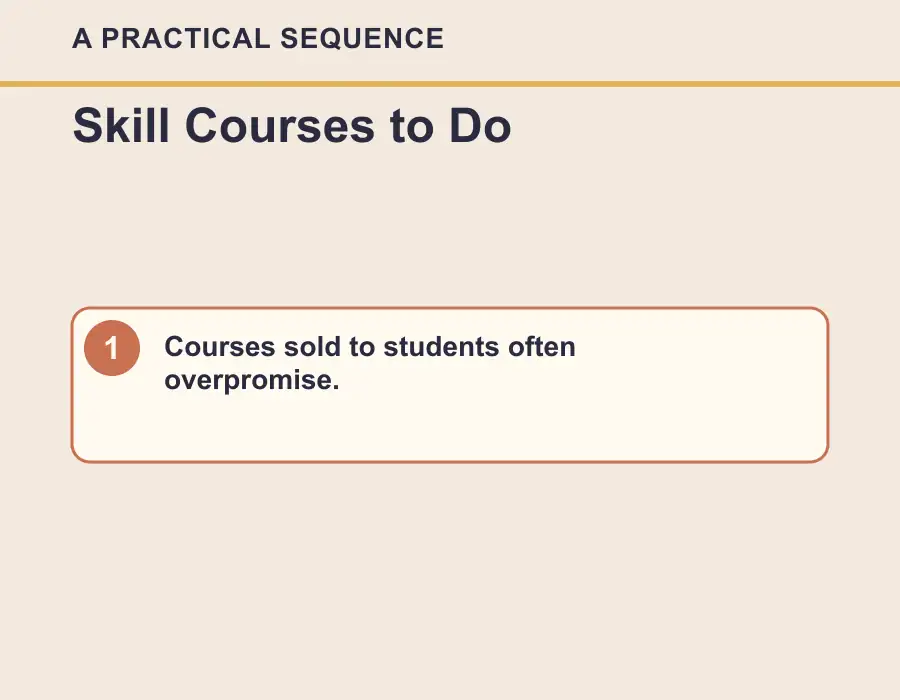 A PRACTICAL SEQUENCE
Skill Courses to Do
1
Courses sold to students often
overpromise.